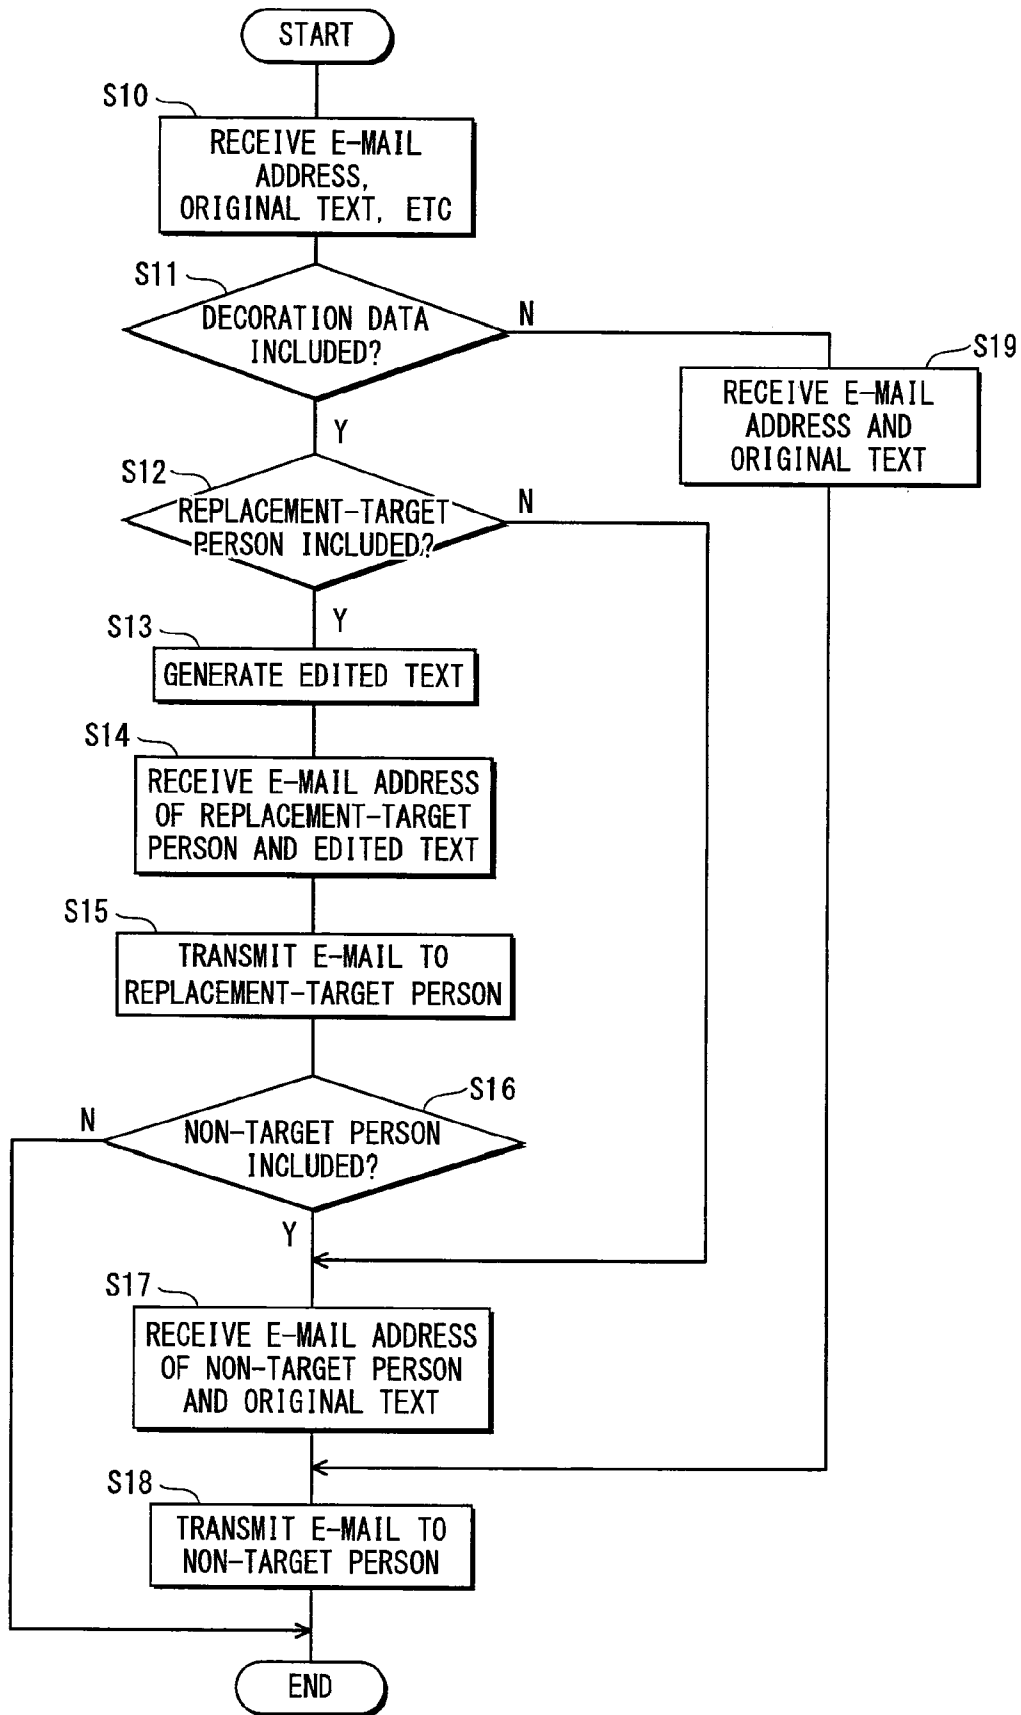 START
S10
RECEIVE E-MAIL
ADDRESS,
ORIGINAL TEXT, ETC
S11
DECORATION DATA
INCLUDED?
N
S19
RECEIVE E-MAIL
ADDRESS AND
ORIGINAL TEXT
Y
S12
REPLACEMENT-TARGET
PERSON INCLUDED?
N
Y
S13
GENERATE EDITED TEXT
S14
RECEIVE E-MAIL ADDRESS
OF REPLACEMENT-TARGET
PERSON AND EDITED TEXT
S15
TRANSMIT E-MAIL TO
REPLACEMENT-TARGET PERSON
S16
N
NON-TARGET PERSON
INCLUDED?
Y
S17
RECEIVE E-MAIL ADDRESS
OF NON-TARGET PERSON
AND ORIGINAL TEXT
S18
TRANSMIT E-MAIL TO
NON-TARGET PERSON
END